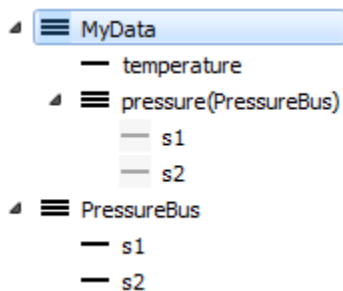 MyData
temperature
pressure(PressureBus)
s1
s2
PressureBus
s1
s2